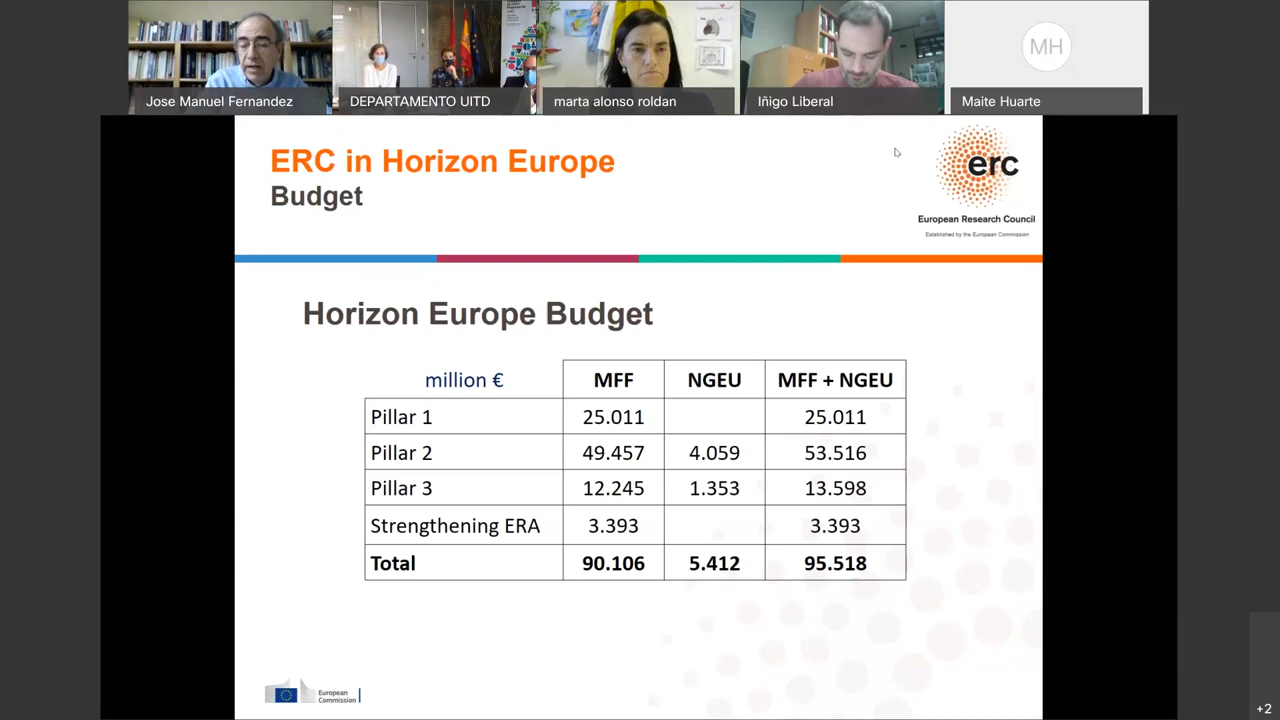 Jose Manuel Fernandez
DEPARTAMENTO UITD
marta alonso roldan
Iñigo Liberal
MH
Maite Huarte
ERC in Horizon Europe
Budget
erc
European Research Council
Established by the European Commission
Horizon Europe Budget
million € MFF NGEU MFF + NGEU
Pillar 1 25.011 25.011
Pillar 2 49.457 4.059 53.516
Pillar 3 12.245 1.353 13.598
Strengthening ERA 3.393 3.393
Total 90.106 5.412 95.518
European
Commission
+2